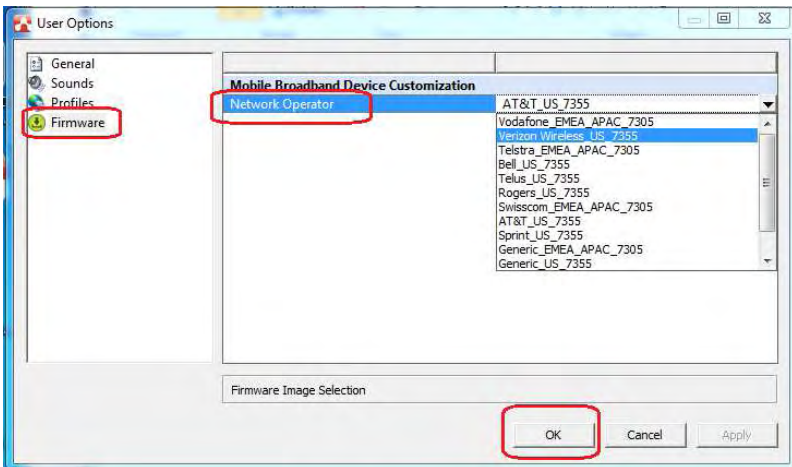 User Options
General
Sounds
Profiles
Firmware
Mobile Broadband Device Customization
Network Operator
AT&T_US_7355
Vodafone_EMEA_APAC_7305
Verizon Wireless_US_7355
Telstra_EMEA_APAC_7305
Bell_US_7355
Telus_US_7355
Rogers_US_7355
Swisscom_EMEA_APAC_7305
AT&T_US_7355
Sprint_US_7355
Generic_EMEA_APAC_7305
Generic_US_7355
Firmware Image Selection
OK Cancel Apply